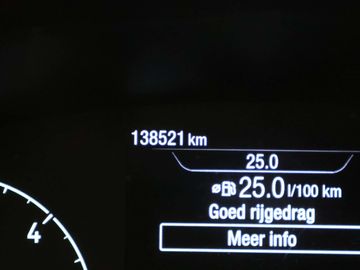 138521 km
25.0
ø 25.0 l/100 km
Goed rijgedrag
4
Meer info